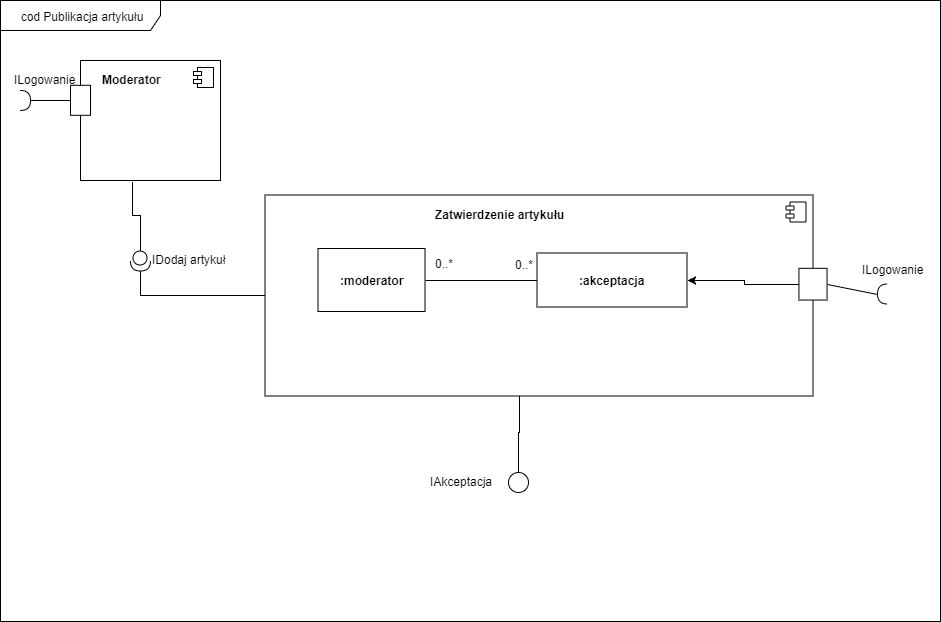 cod Publikacja artykułu
ILogowanie
Moderator
Zatwierdzenie artykułu
IDodaj artykuł
:moderator
0..*
0..*
:akceptacja
ILogowanie
IAkceptacja